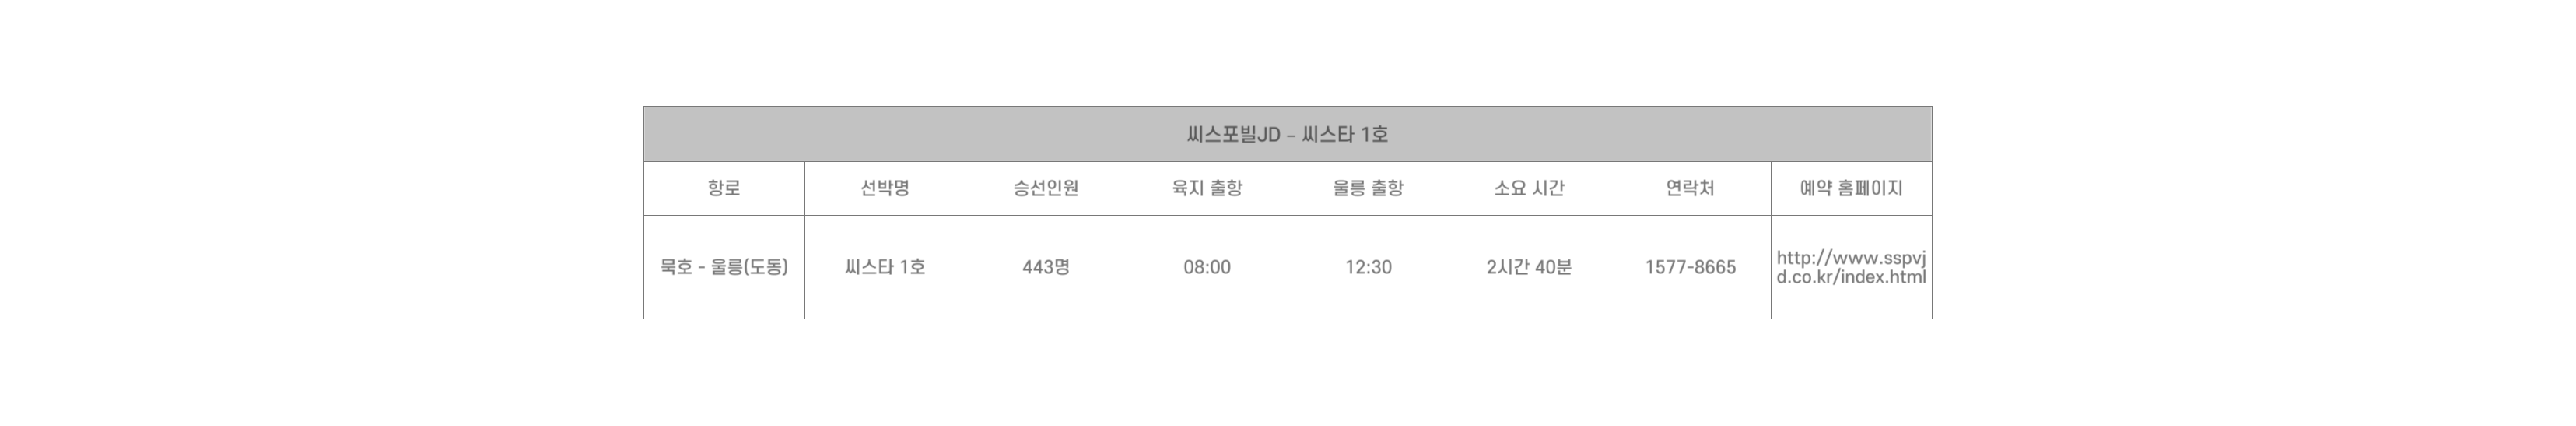 씨스포빌JD – 씨스타 1호
항로 선박명 승선인원 육지 출항 울릉 출항 소요 시간 연락처 예약 홈페이지
묵호 - 울릉(도동) 씨스타 1호 443명 08:00 12:30 2시간 40분 1577-8665 http://www.sspvj
d.co.kr/index.html